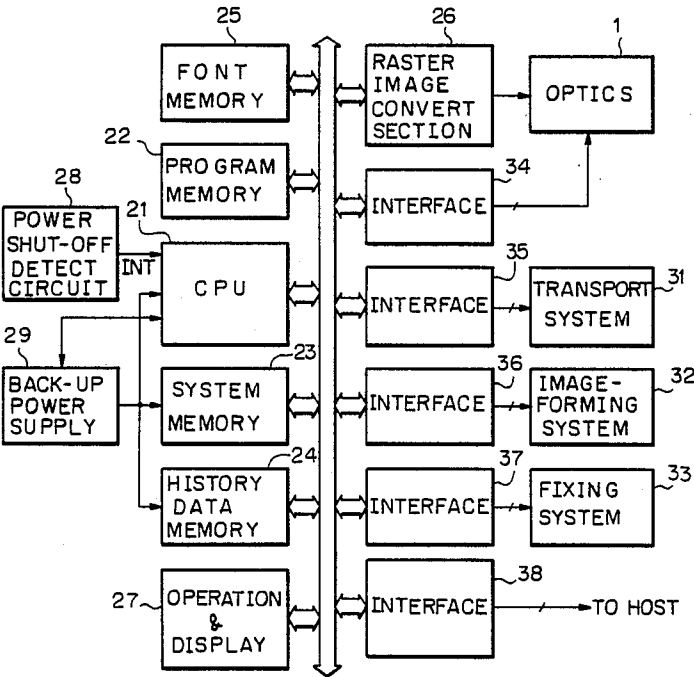 25
FONT
MEMORY
26
RASTER
IMAGE
CONVERT
SECTION
1
OPTICS
22
PROGRAM
MEMORY
34
INTERFACE
28
POWER
SHUT-OFF
DETECT
CIRCUIT
INT
21
CPU
35
INTERFACE
31
TRANSPORT
SYSTEM
29
BACK-UP
POWER
SUPPLY
23
SYSTEM
MEMORY
36
INTERFACE
32
IMAGE-
FORMING
SYSTEM
24
HISTORY
DATA
MEMORY
37
INTERFACE
33
FIXING
SYSTEM
27
OPERATION
&
DISPLAY
38
INTERFACE
TO HOST